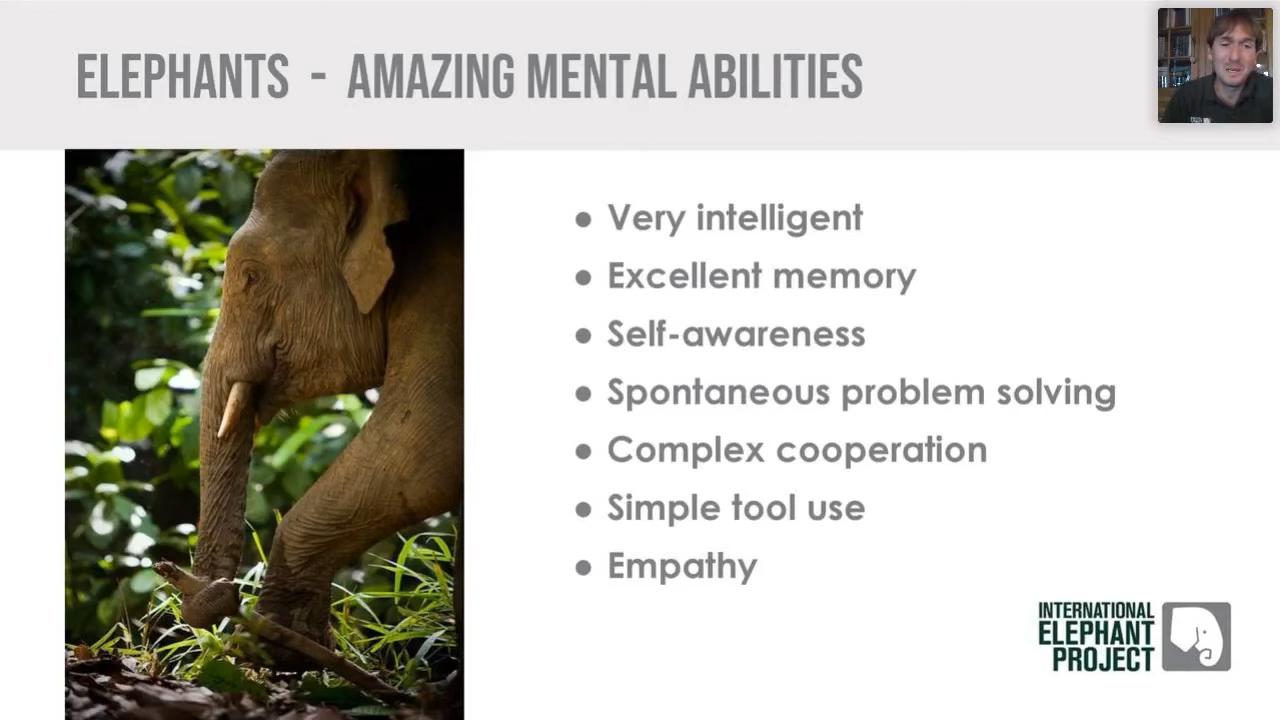 ELEPHANTS - AMAZING MENTAL ABILITIES
• Very intelligent
• Excellent memory
• Self-awareness
• Spontaneous problem solving
• Complex cooperation
• Simple tool use
• Empathy
INTERNATIONAL
ELEPHANT
PROJECT